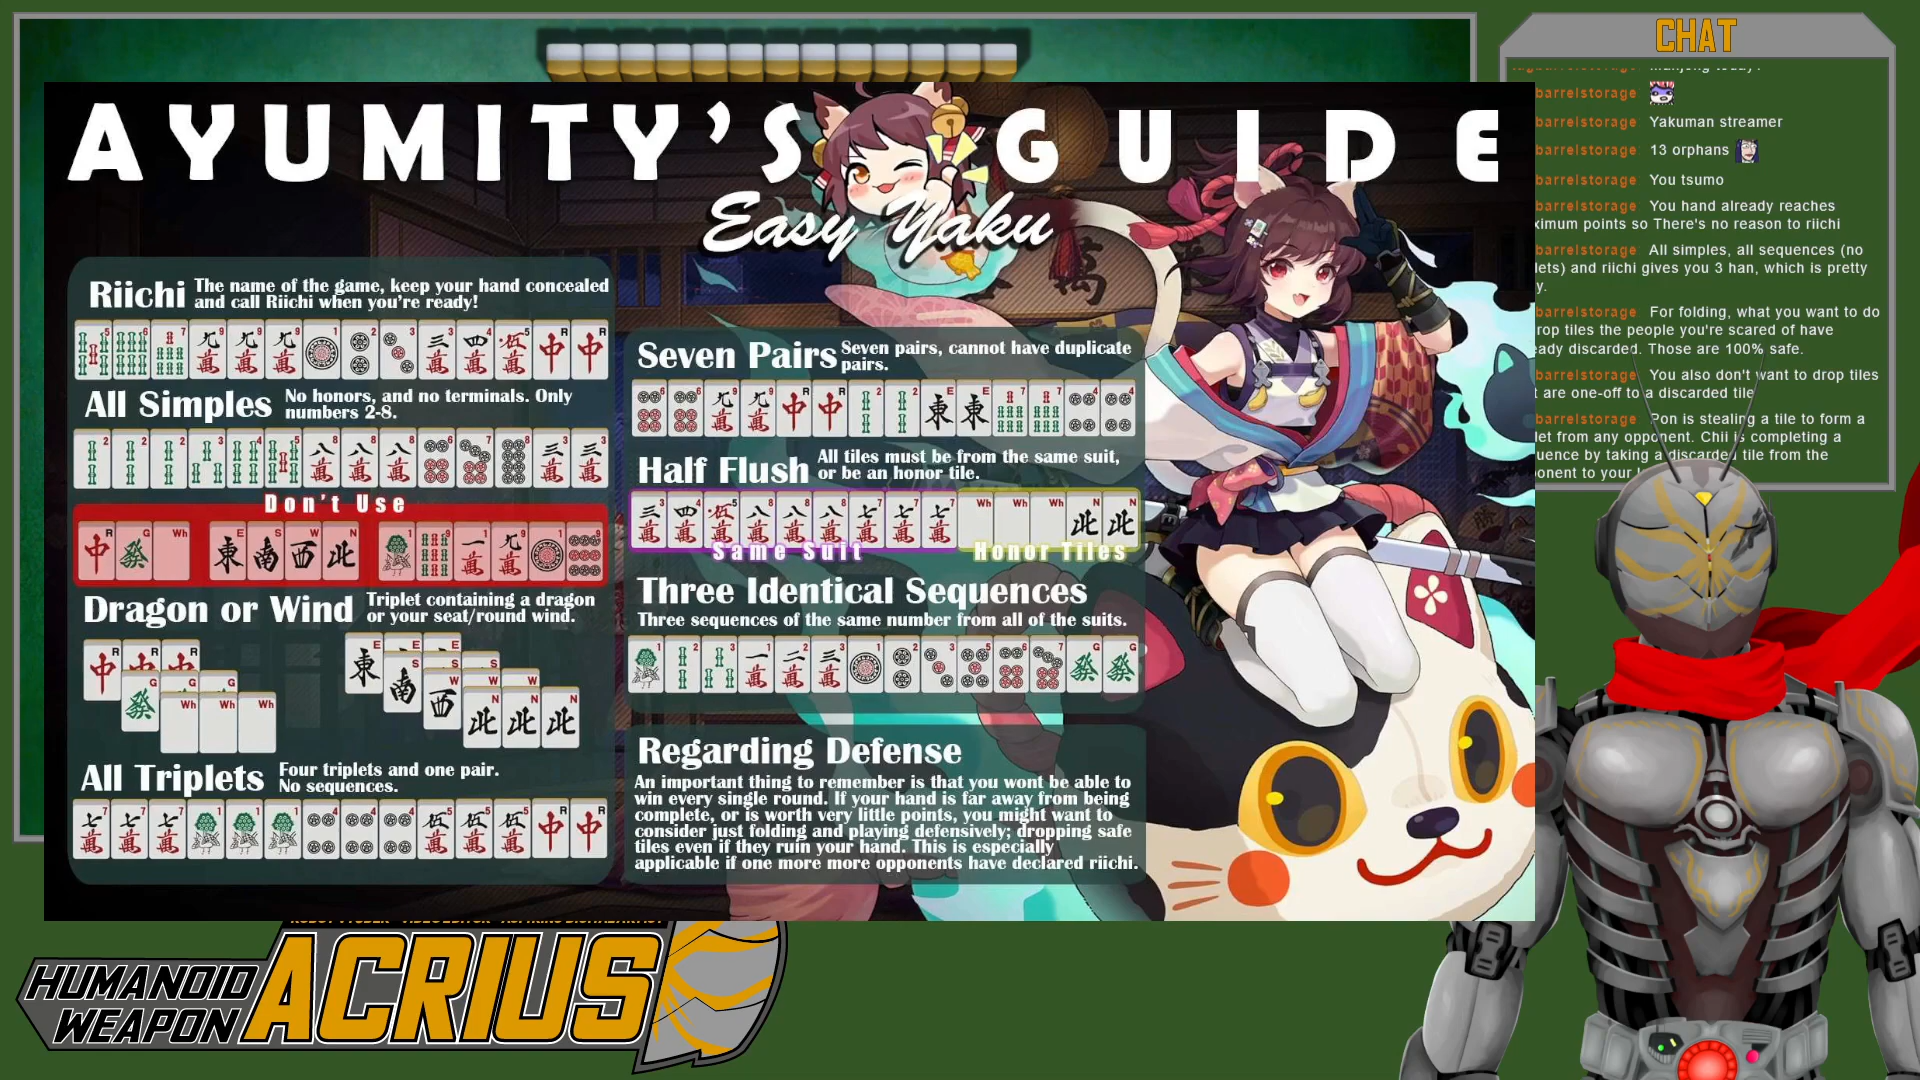 CHAT
barrelstorage
barrelstorage Yakuman streamer
barrelstorage 13 orphans
barrelstorage You tsumo
barrelstorage You hand already reaches
ximum points so There's no reason to riichi
barrelstorage All simples, all sequences (no
lets) and riichi gives you 3 han, which is pretty
y.
barrelstorage For folding, what you want to do
rop tiles the people you're scared of have
eady discarded. Those are 100% safe.
barrelstorage You also don't want to drop tiles
t are one-off to a discarded tile
barrelstorage Pon is stealing a tile to form a
let from any opponent. Chii is completing a
uence by taking a discarded tile from the
onent to your
AYUMITY'S GUIDE
Easy Yaku
Riichi The name of the game, keep your hand concealed
and call Riichi when you're ready!
All Simples No honors, and no terminals. Only
numbers 2-8.
Don't Use
Dragon or Wind Triplet containing a dragon
or your seat/round wind.
All Triplets Four triplets and one pair.
No sequences.
Seven Pairs Seven pairs, cannot have duplicate
pairs.
Half Flush All tiles must be from the same suit,
or be an honor tile.
Same Suit Honor Tiles
Three Identical Sequences
Three sequences of the same number from all of the suits.
Regarding Defense
An important thing to remember is that you wont be able to
win every single round. If your hand is far away from being
complete, or is worth very little points, you might want to
consider just folding and playing defensively; dropping safe
tiles even if they ruin your hand. This is especially
applicable if one more more opponents have declared riichi.
HUMANOID
WEAPON
ACRIUS